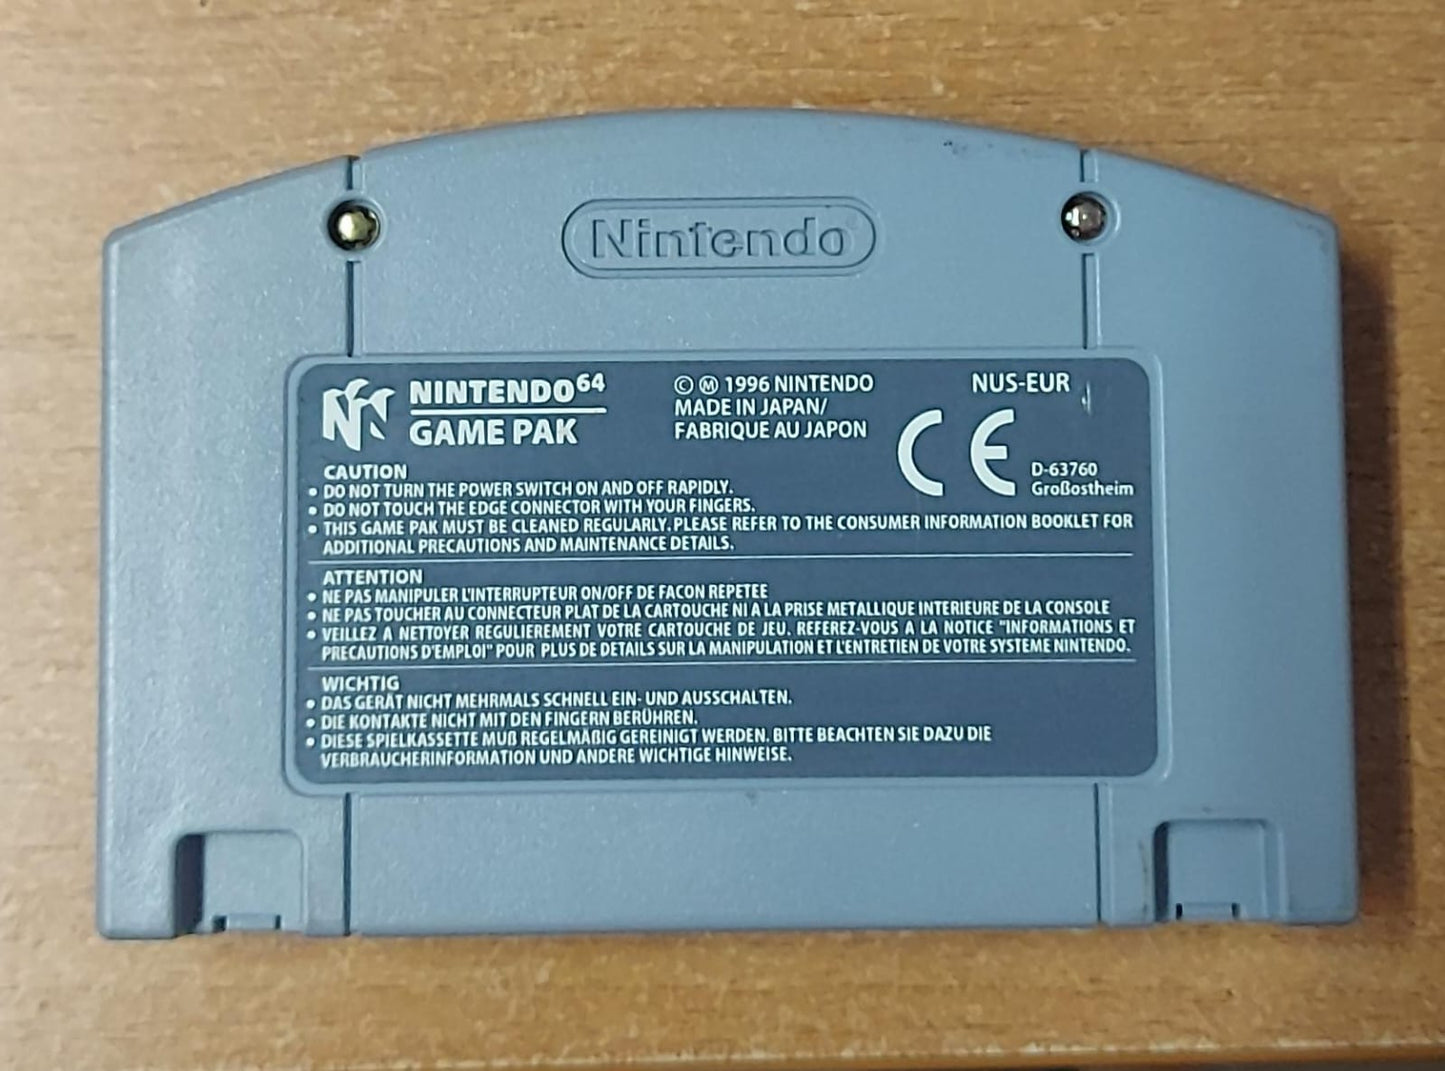 Nintendo
NINTENDO64
GAME PAK
© Ⓜ 1996 NINTENDO
MADE IN JAPAN/
FABRIQUE AU JAPON
NUS-EUR
CE
D-63760
Großostheim
CAUTION
• DO NOT TURN THE POWER SWITCH ON AND OFF RAPIDLY.
• DO NOT TOUCH THE EDGE CONNECTOR WITH YOUR FINGERS.
• THIS GAME PAK MUST BE CLEANED REGULARLY. PLEASE REFER TO THE CONSUMER INFORMATION BOOKLET FOR
ADDITIONAL PRECAUTIONS AND MAINTENANCE DETAILS.
ATTENTION
• NE PAS MANIPULER L'INTERRUPTEUR ON/OFF DE FACON REPETEE
• NE PAS TOUCHER AU CONNECTEUR PLAT DE LA CARTOUCHE NI A LA PRISE METALLIQUE INTERIEURE DE LA CONSOLE
• VEILLEZ A NETTOYER REGULIEREMENT VOTRE CARTOUCHE DE JEU. REFEREZ-VOUS A LA NOTICE "INFORMATIONS ET
PRECAUTIONS D'EMPLOI" POUR PLUS DE DETAILS SUR LA MANIPULATION ET L'ENTRETIEN DE VOTRE SYSTEME NINTENDO.
WICHTIG
• DAS GERÄT NICHT MEHRMALS SCHNELL EIN- UND AUSSCHALTEN.
• DIE KONTAKTE NICHT MIT DEN FINGERN BERÜHREN.
• DIESE SPIELKASSETTE MUß REGELMÄßIG GEREINIGT WERDEN. BITTE BEACHTEN SIE DAZU DIE
VERBRAUCHERINFORMATION UND ANDERE WICHTIGE HINWEISE.